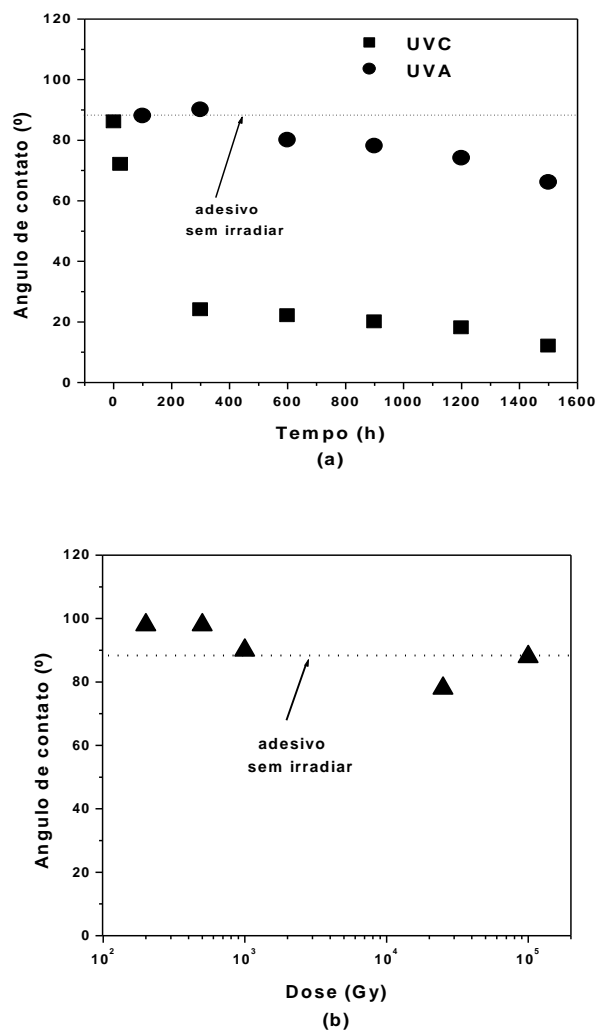 120
100
80
60
40
20
0
Angulo de contato (º)
UVC
UVA
adesivo
sem irradiar
0 200 400 600 800 1000 1200 1400 1600
Tempo (h)
(a)
120
100
80
60
40
20
0
Angulo de contato (º)
adesivo
sem irradiar
10² 10³ 10⁴ 10⁵
Dose (Gy)
(b)